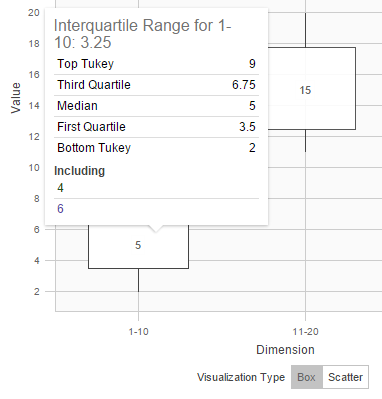 Interquartile Range for 1-
10: 3.25
Top Tukey 9
Third Quartile 6.75
Median 5
First Quartile 3.5
Bottom Tukey 2
Including
4
6
Value
20
18
16
14
12
10
8
6
4
2
15
5
1-10 11-20
Dimension
Visualization Type Box Scatter